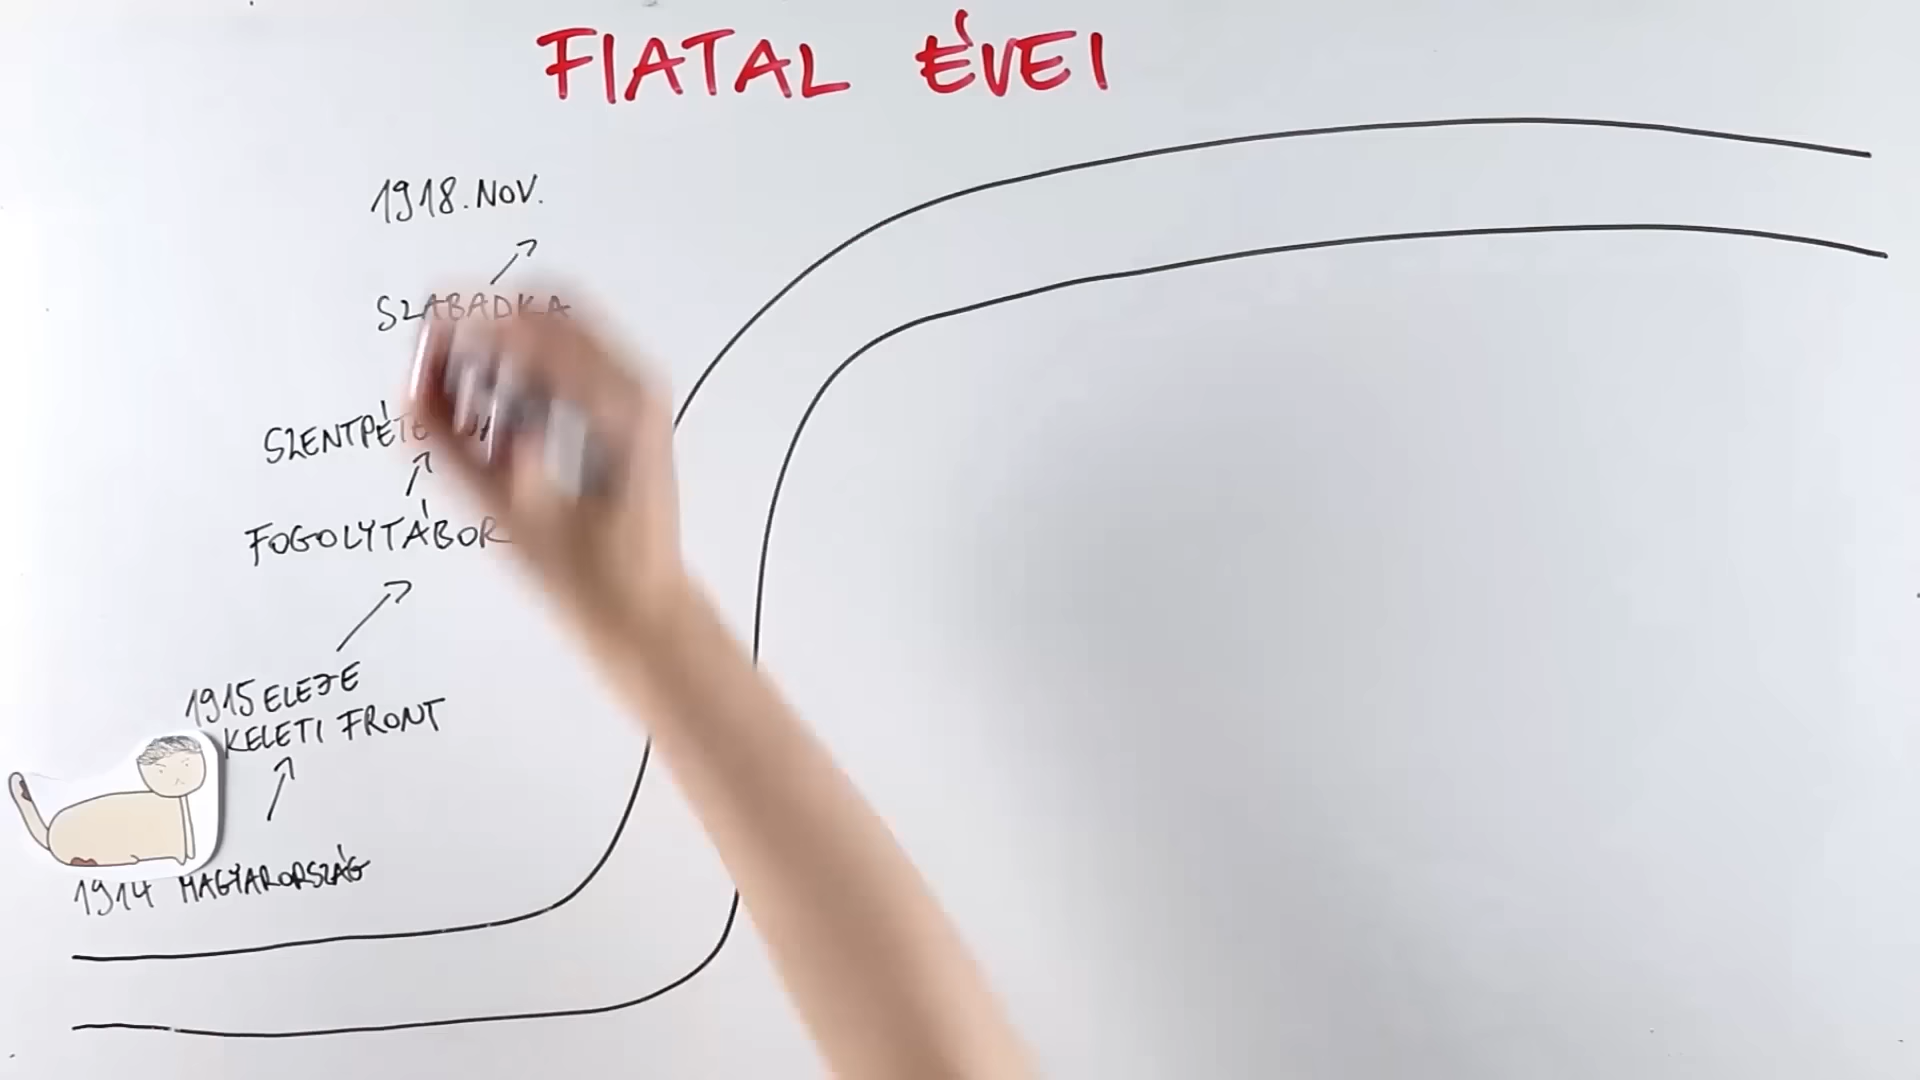 FIATAL ÉVEI
1918. NOV.
SZABADKA
FOGOLYTÁBOR
1915 ELEJE
KELETI FRONT
1914 MAGYARORSZÁG